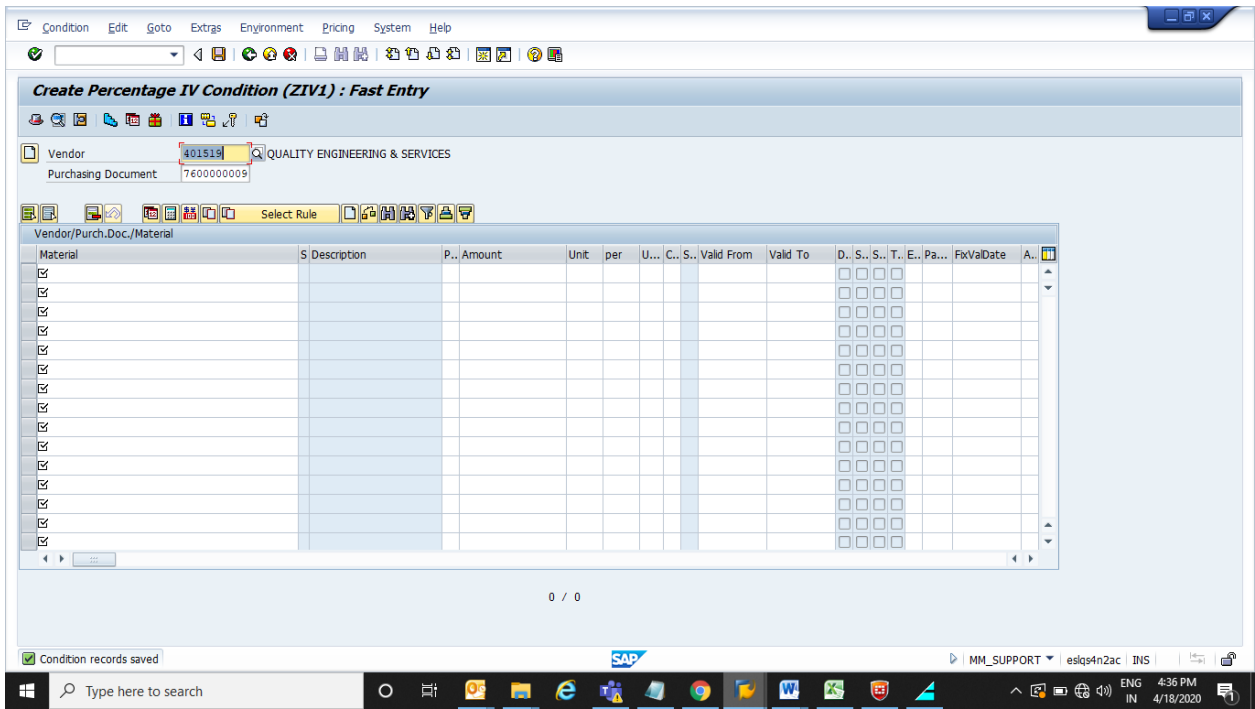 Condition Edit Goto Extras Environment Pricing System Help
Create Percentage IV Condition (ZIV1) : Fast Entry
Vendor 401519 QUALITY ENGINEERING & SERVICES
Purchasing Document 7600000009
Select Rule
Vendor/Purch.Doc./Material
Material S Description P.. Amount Unit per U... C.. S.. Valid From Valid To D.. S.. S.. T.. E.. Pa... FixValDate A..
0 / 0
Condition records saved SAP MM_SUPPORT eslqs4n2ac INS
Type here to search ENG 4:36 PM
IN 4/18/2020